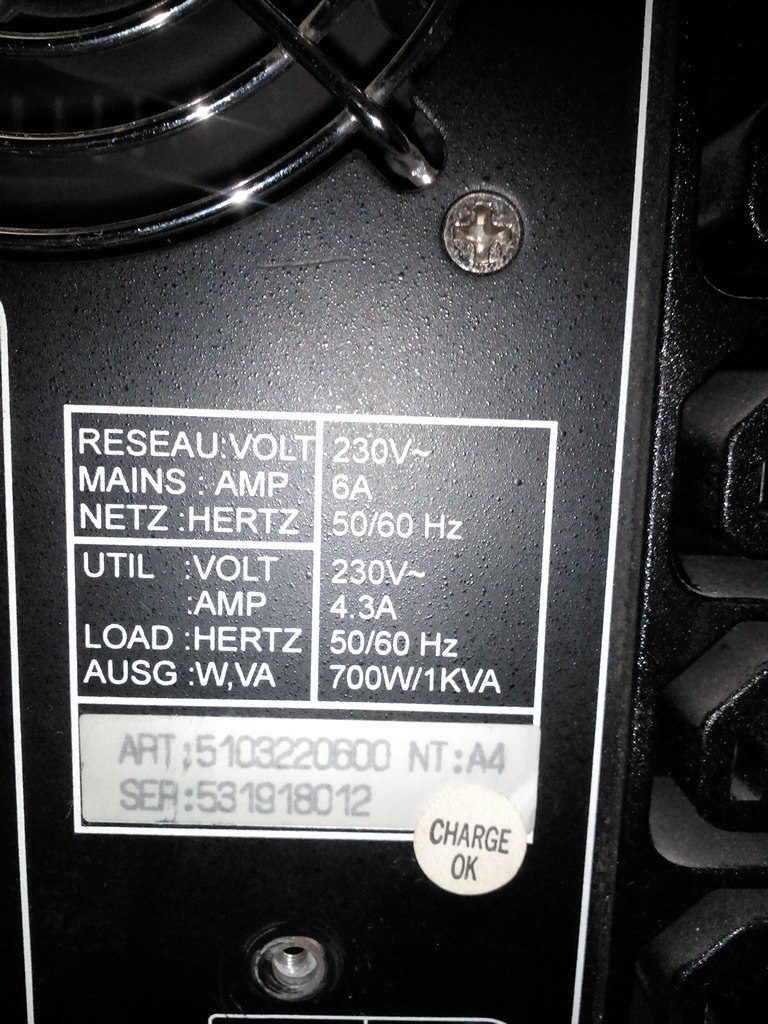 RESEAU:VOLT 230V~
MAINS : AMP 6A
NETZ :HERTZ 50/60 Hz
UTIL :VOLT 230V~
:AMP 4.3A
LOAD :HERTZ 50/60 Hz
AUSG :W,VA 700W/1KVA
ART:5103220600 NT:A4
SER:531918012
CHARGE
OK